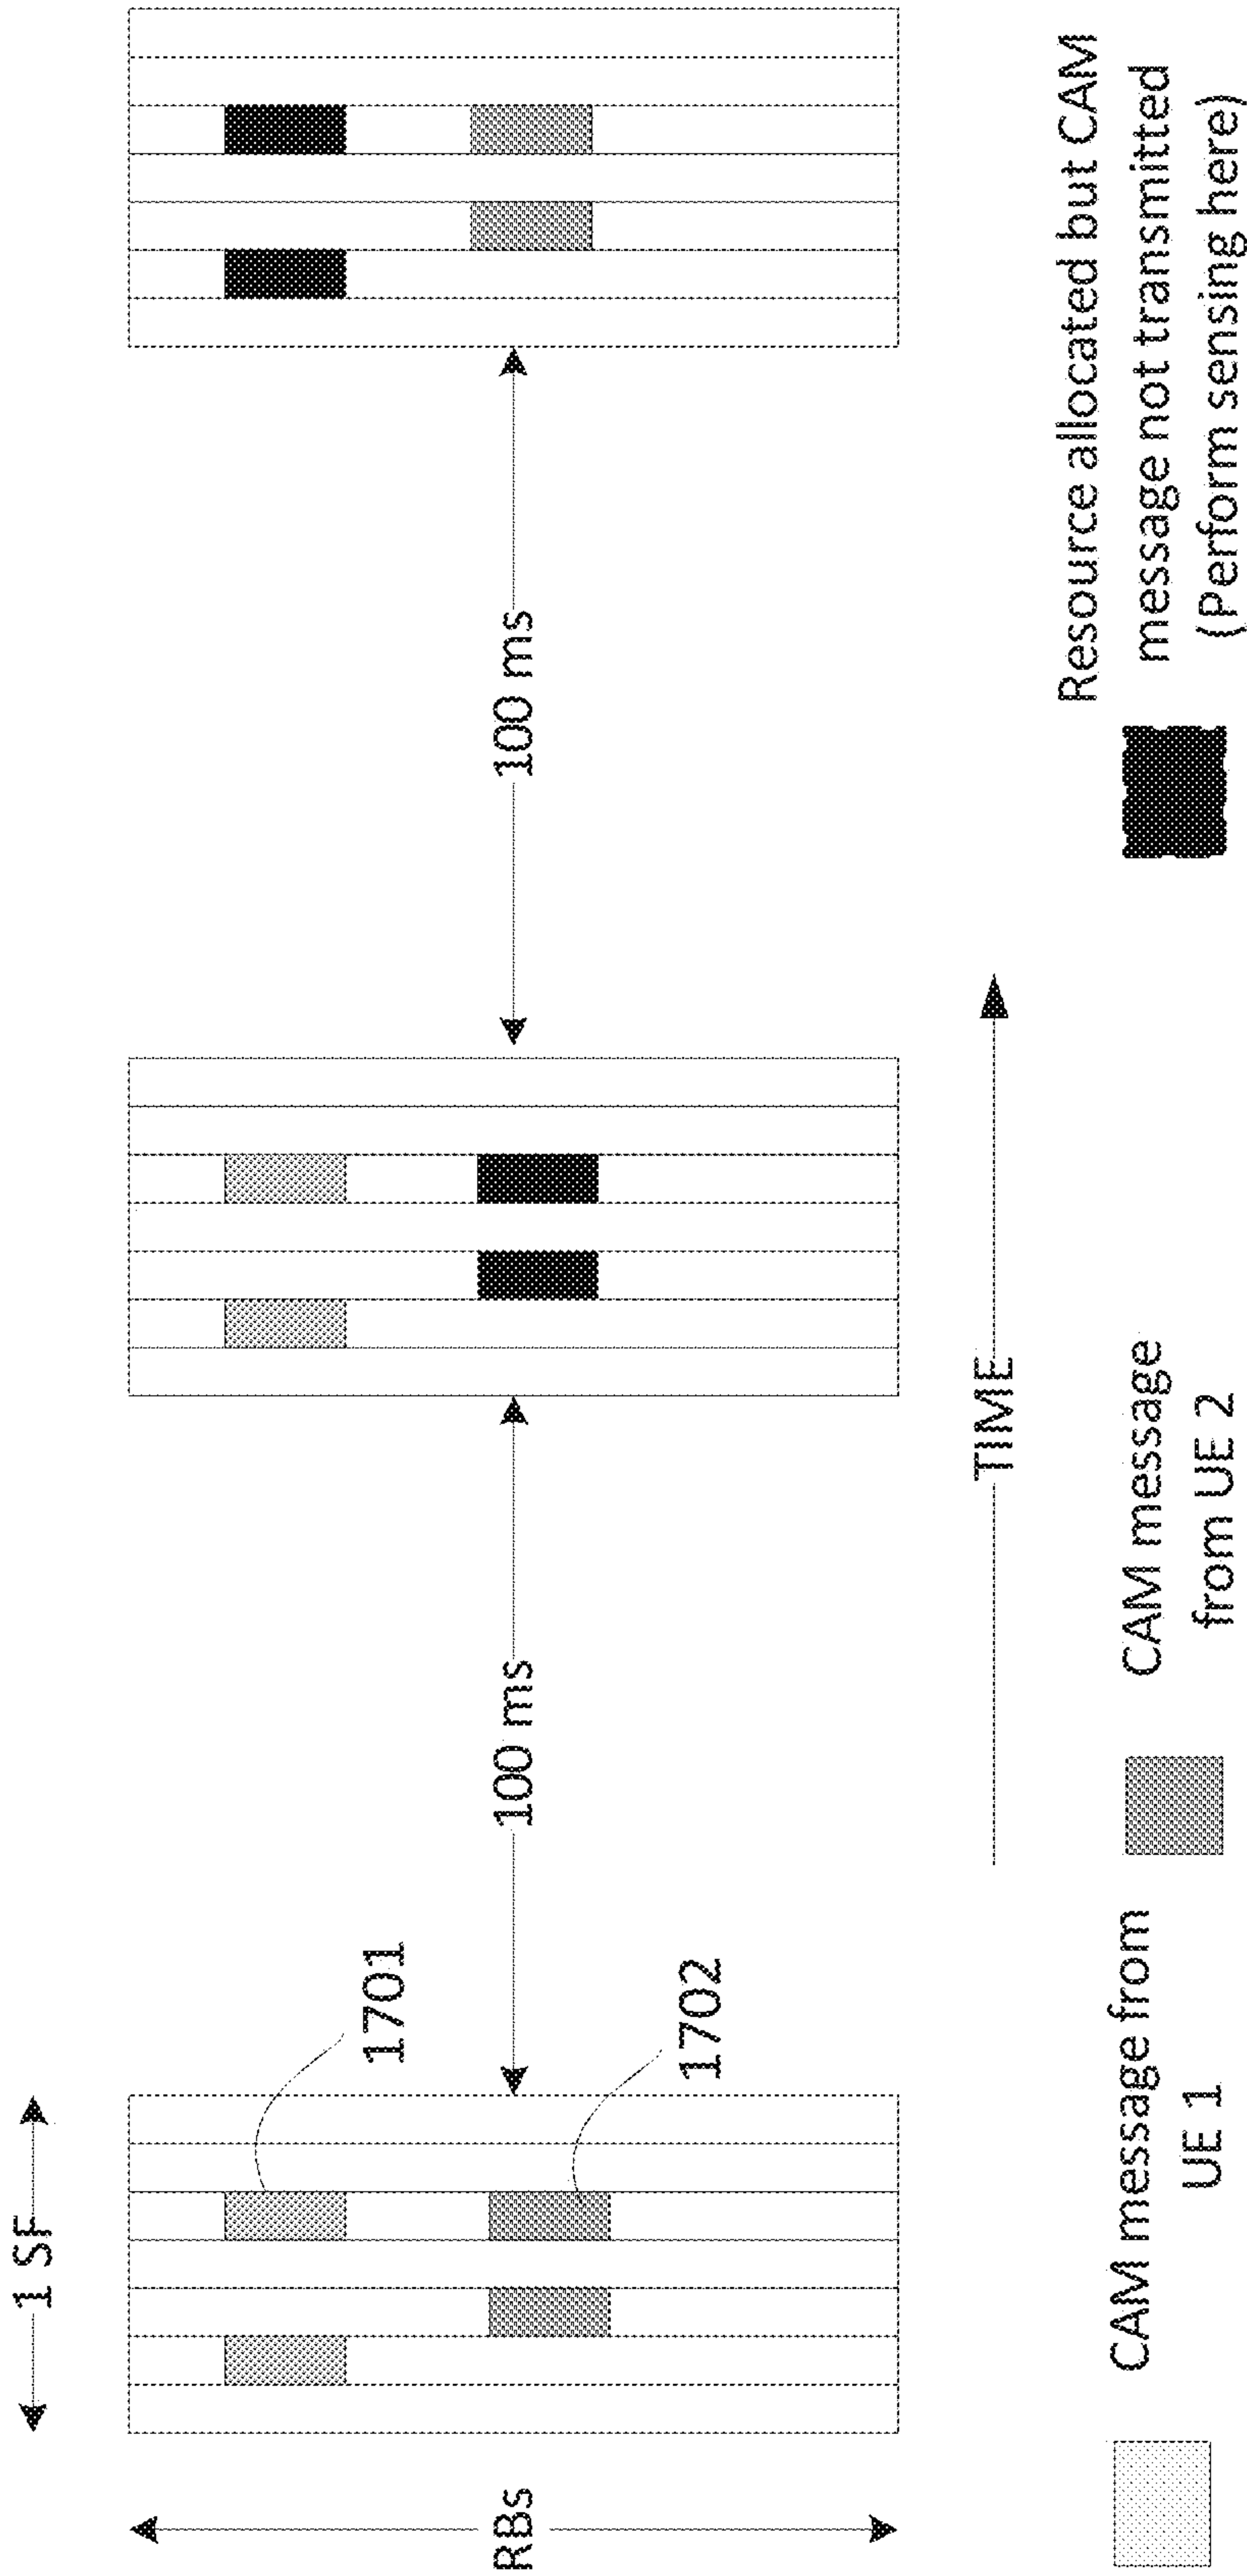 1 SF
RBs
1701
1702
100 ms
100 ms
TIME
CAM message from
UE 1
CAM message
from UE 2
Resource allocated but CAM
message not transmitted
(Perform sensing here)